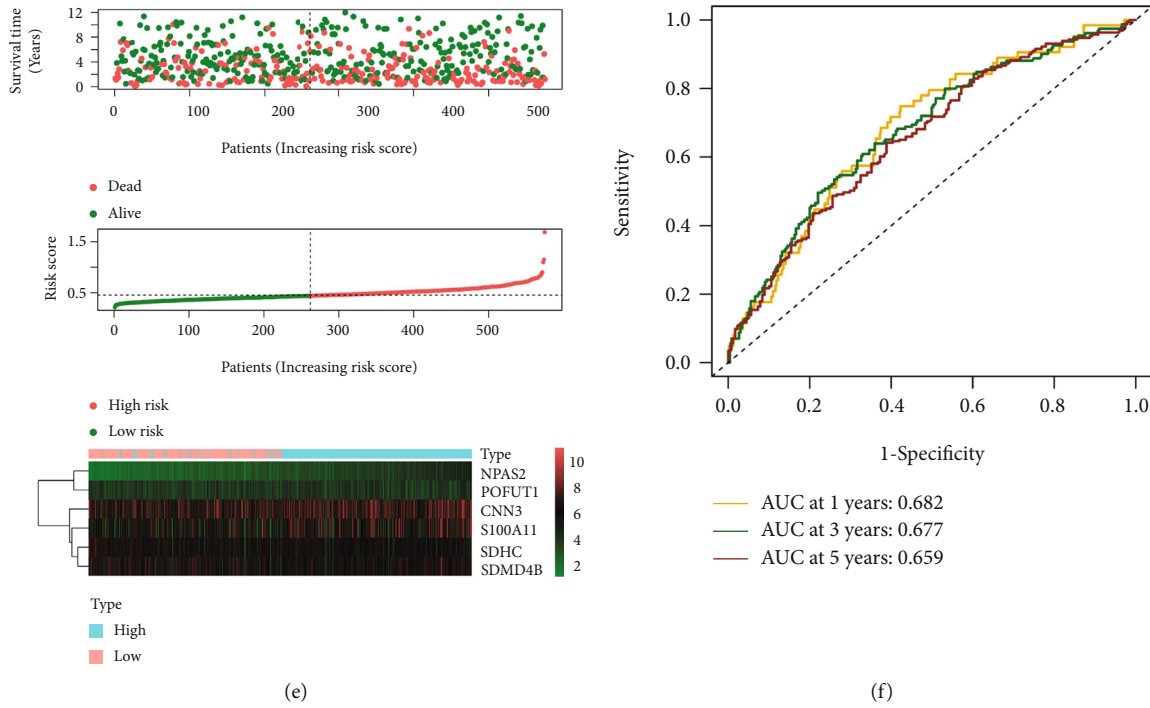 Survival time
(Years)
12
8
4
0
0 100 200 300 400 500
Patients (Increasing risk score)
Dead
Alive
Risk score
1.5
0.5
0 100 200 300 500
Patients (Increasing risk score)
High risk
Low risk
Type
NPAS2
POFUT1
CNN3
S100A11
SDHC
SDMD4B
10
8
6
4
2
Type
High
Low
(e)
Sensitivity
1.0
0.8
0.6
0.4
0.2
0.0
0.0 0.2 0.4 0.6 0.8 1.0
1-Specificity
AUC at 1 years: 0.682
AUC at 3 years: 0.677
AUC at 5 years: 0.659
(f)